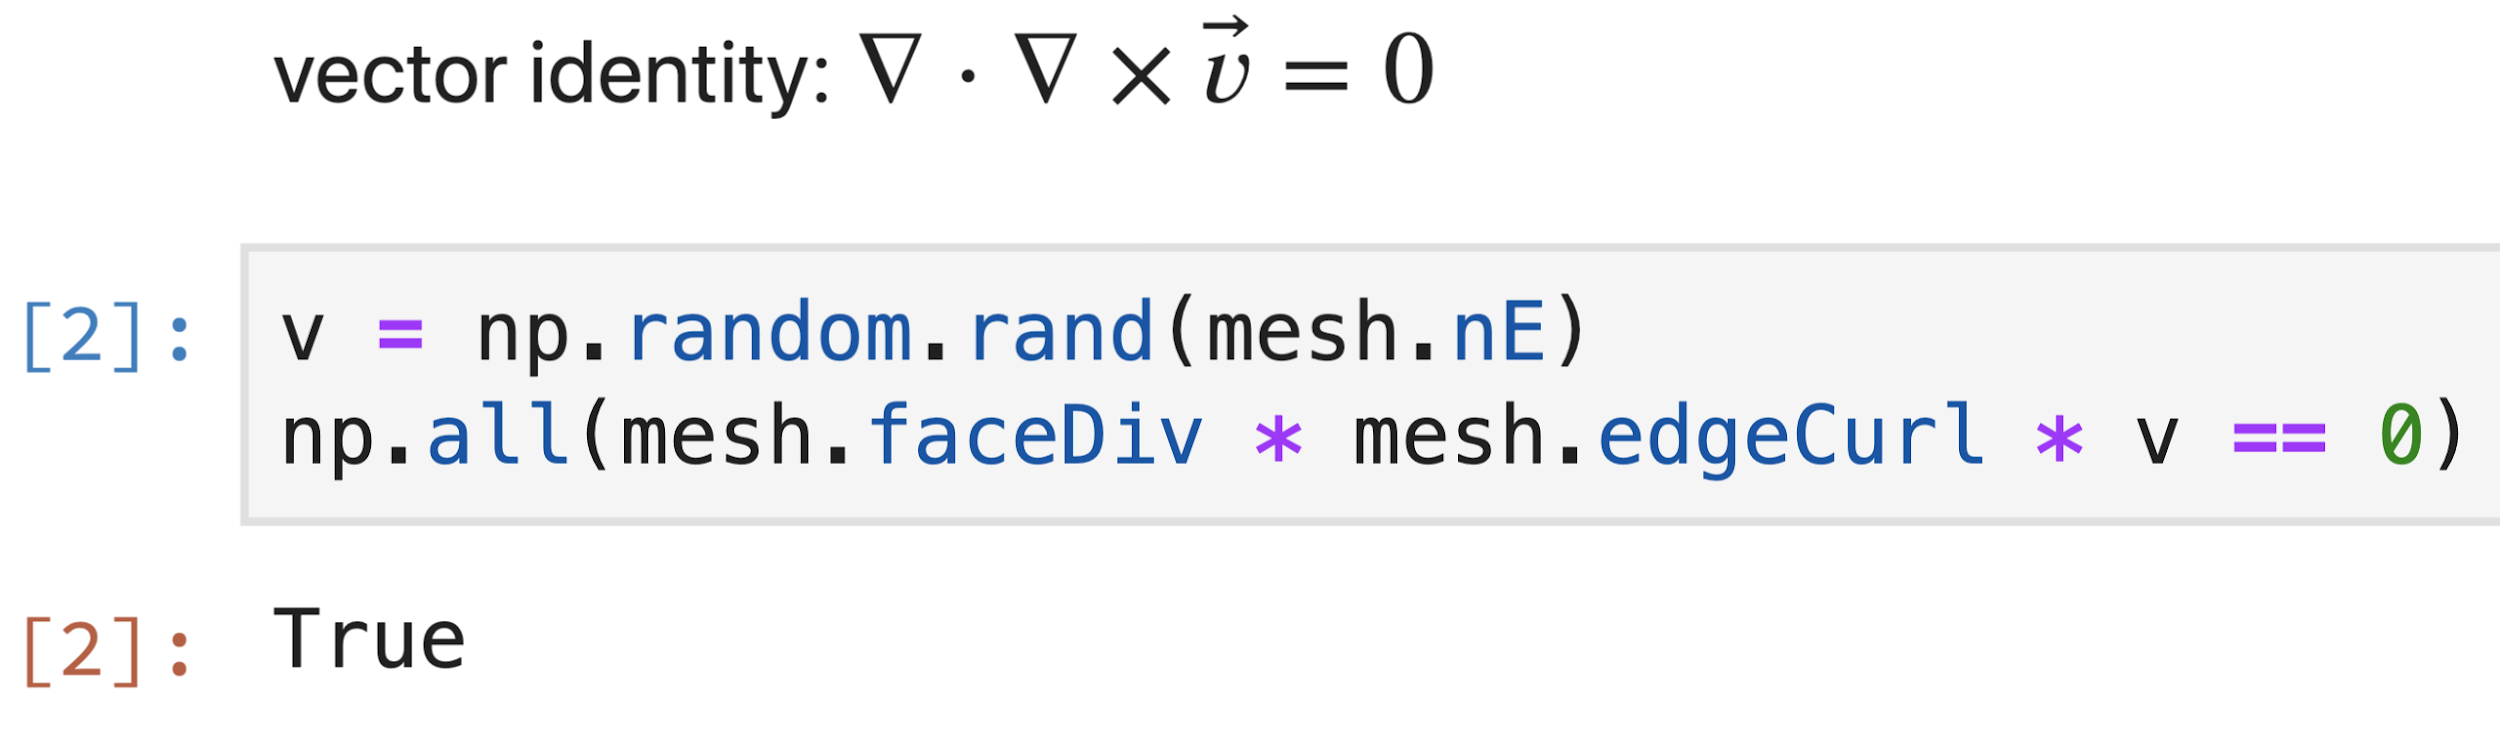 vector identity: ∇ · ∇ × v⃗ = 0
[2]: v = np.random.rand(mesh.nE)
np.all(mesh.faceDiv * mesh.edgeCurl * v == 0)
[2]: True